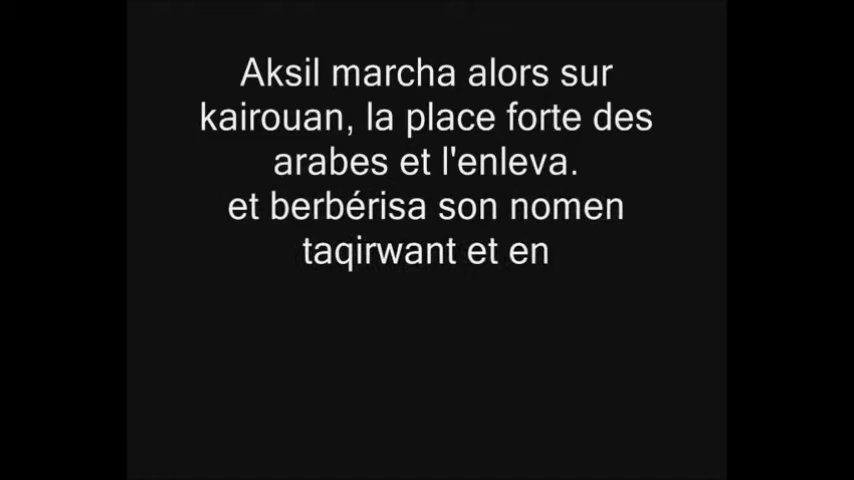 Aksil marcha alors sur
kairouan, la place forte des
arabes et l'enleva.
et berbérisa son nomen
taqirwant et en